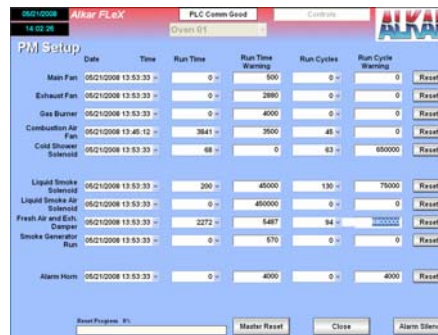 05/21/2008 Alkar FLeX PLC Comm Good Controls ALKAR
14:02:26 Oven 01
PM Setup
Date Time Run Time Run Time Warning Run Cycles Run Cycle Warning
Main Fan 05/21/2008 13:53:33 0 500 0 0 Reset
Exhaust Fan 05/21/2008 13:53:33 0 2880 0 0 Reset
Gas Burner 05/21/2008 13:53:33 0 4000 0 0 Reset
Combustion Air Fan 05/21/2008 13:45:12 3841 3500 45 0 Reset
Cold Shower Solenoid 05/21/2008 13:53:33 68 0 63 650000 Reset
Liquid Smoke Solenoid 05/21/2008 13:53:33 200 45000 130 75000 Reset
Liquid Smoke Air Solenoid 05/21/2008 13:53:33 0 450000 0 0 Reset
Fresh Air and Exh. Damper 05/21/2008 13:53:33 2272 5487 94 Reset
Smoke Generator Run 05/21/2008 13:53:33 0 570 0 0 Reset
Alarm Horn 05/21/2008 13:53:33 0 4000 0 4000 Reset
Reset Progress 0%
Master Reset Close Alarm Silenc